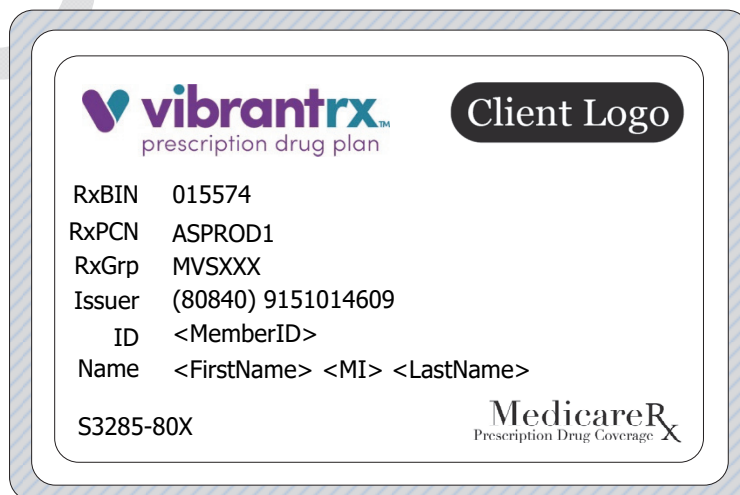 vibrantrx™
prescription drug plan
Client Logo
RxBIN 015574
RxPCN ASPROD1
RxGrp MVSXXX
Issuer (80840) 9151014609
ID <MemberID>
Name <FirstName> <MI> <LastName>
S3285-80X
MedicareRx
Prescription Drug Coverage